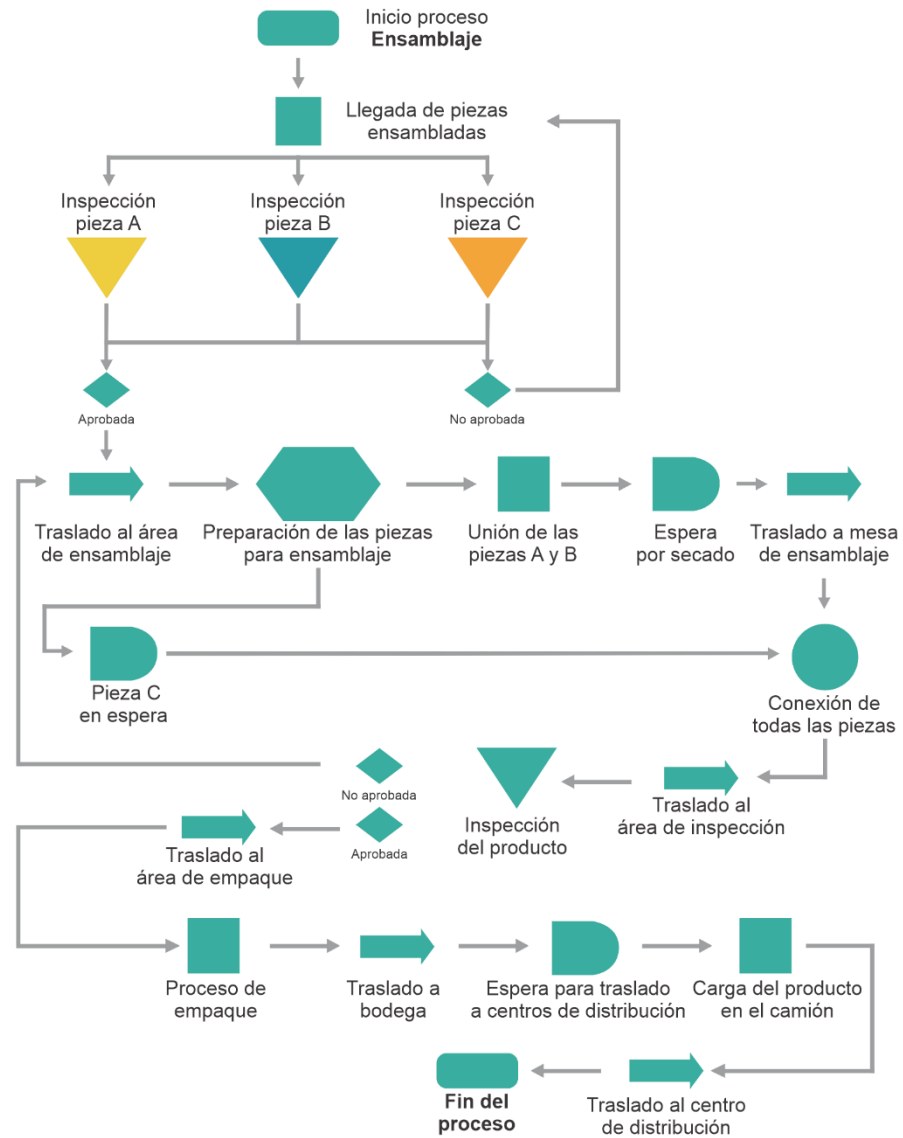 Inicio proceso
Ensamblaje
Llegada de piezas
ensambladas
Inspección
pieza A
Inspección
pieza B
Inspección
pieza C
Aprobada
No aprobada
Traslado al área
de ensamblaje
Preparación de las piezas
para ensamblaje
Unión de las
piezas A y B
Espera
por secado
Traslado a mesa
de ensamblaje
Pieza C
en espera
Conexión de
todas las piezas
No aprobada
Inspección
del producto
Traslado al
área de inspección
Traslado al
área de empaque
Aprobada
Proceso de
empaque
Traslado a
bodega
Espera para traslado
a centros de distribución
Carga del producto
en el camión
Fin del
proceso
Traslado al centro
de distribución